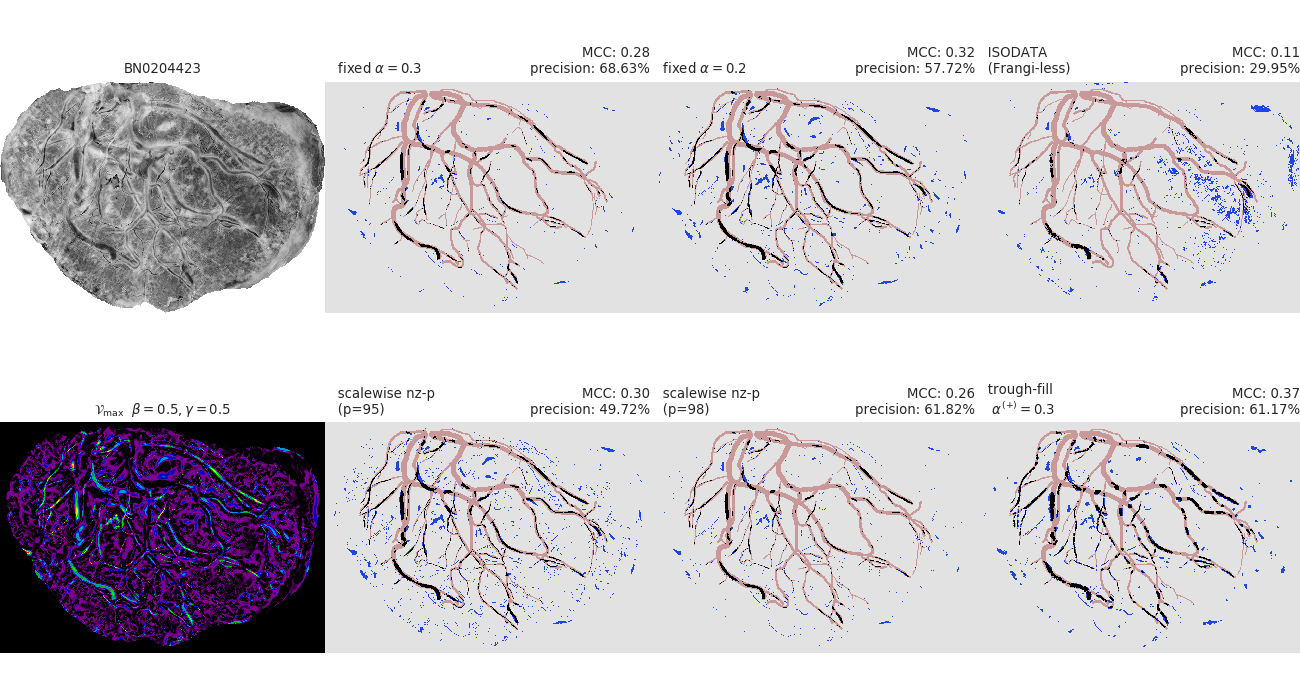 BN0204423
fixed α = 0.3
MCC: 0.28
precision: 68.63%
fixed α = 0.2
MCC: 0.32
precision: 57.72%
ISODATA
(Frangi-less)
MCC: 0.11
precision: 29.95%
𝒱max β = 0.5, γ = 0.5
scalewise nz-p
(p=95)
MCC: 0.30
precision: 49.72%
scalewise nz-p
(p=98)
MCC: 0.26
precision: 61.82%
trough-fill
α⁽⁺⁾ = 0.3
MCC: 0.37
precision: 61.17%